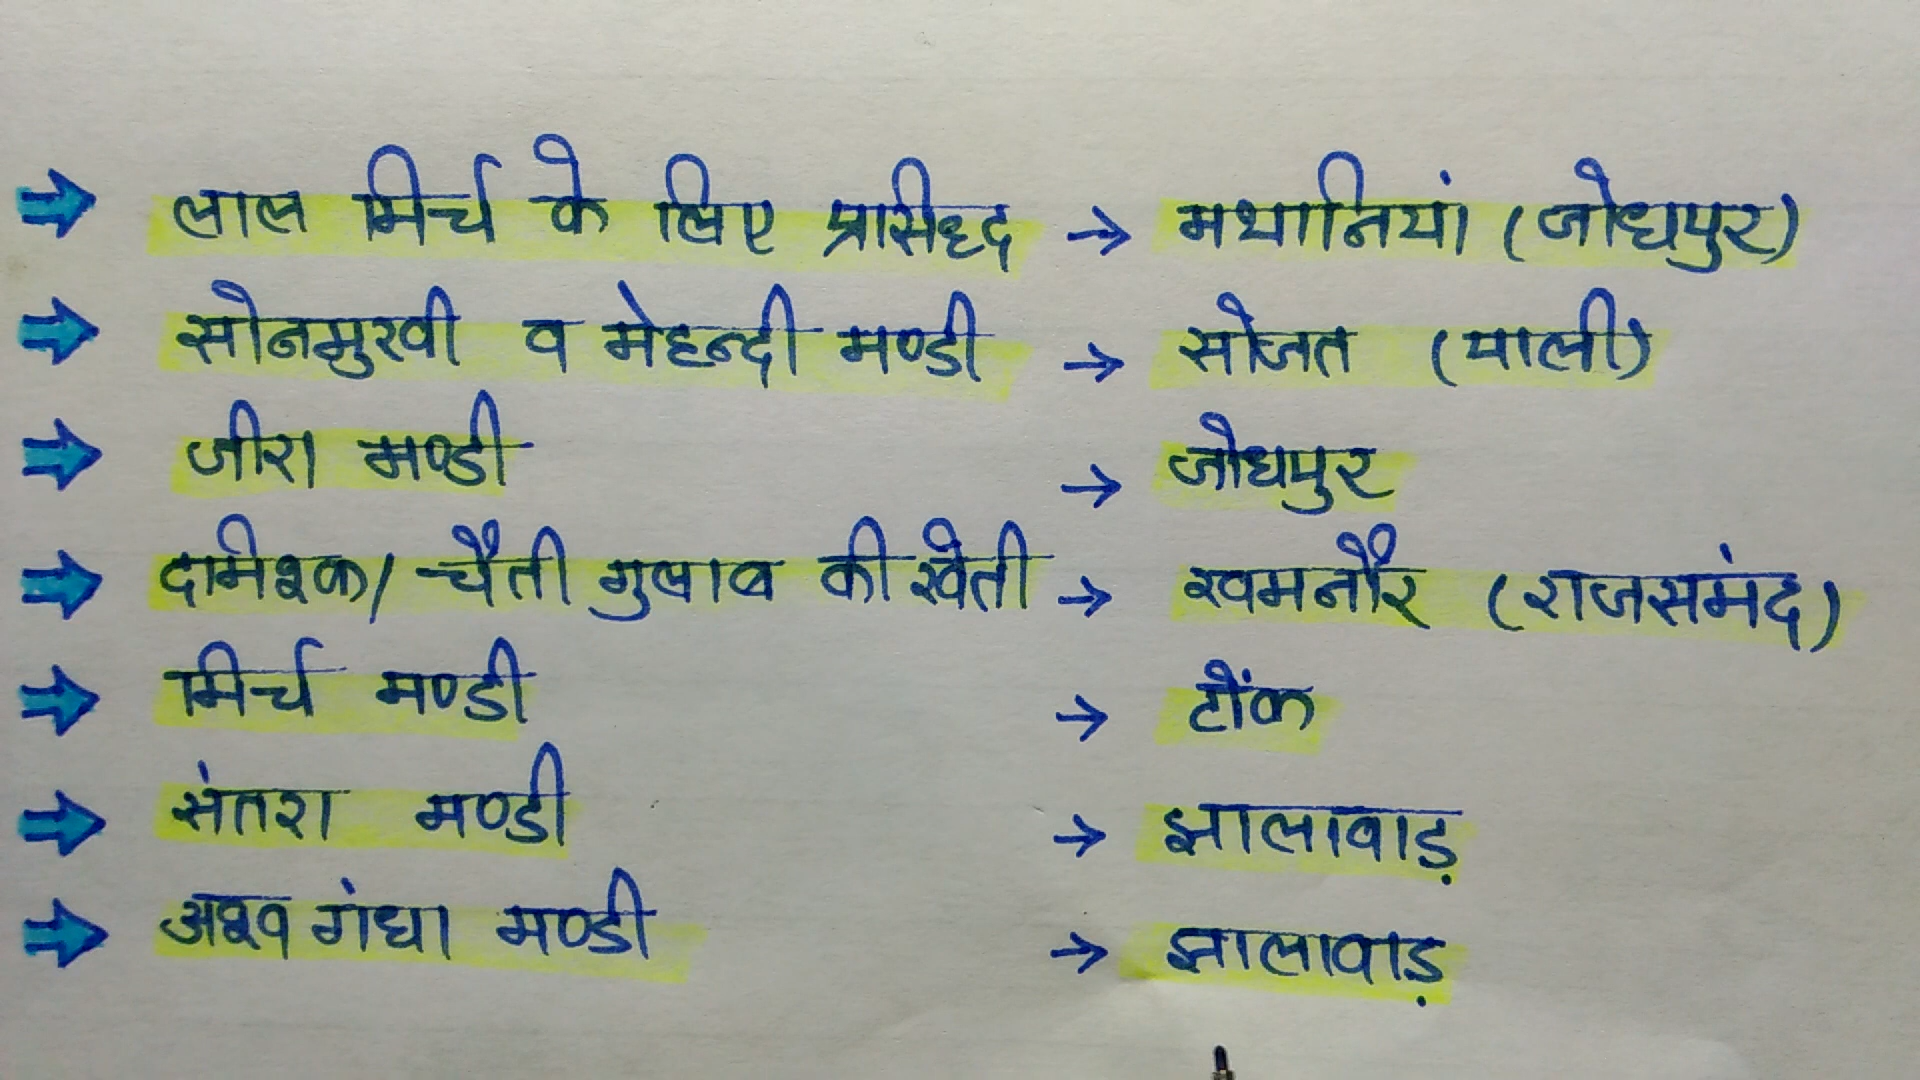 ⇒ लाल मिर्च के लिए प्रसिध्द → मथानियां (जोधपुर)
⇒ सोनमुखी व मेहन्दी मण्डी → सोजत (पाली)
⇒ जीरा मण्डी → जोधपुर
⇒ दामिश्क / चैती गुलाब की खेती → खमनौर (राजसमंद)
⇒ मिर्च मण्डी → टोंक
⇒ संतरा मण्डी → झालावाड़
⇒ अश्व गंधा मण्डी → झालावाड़